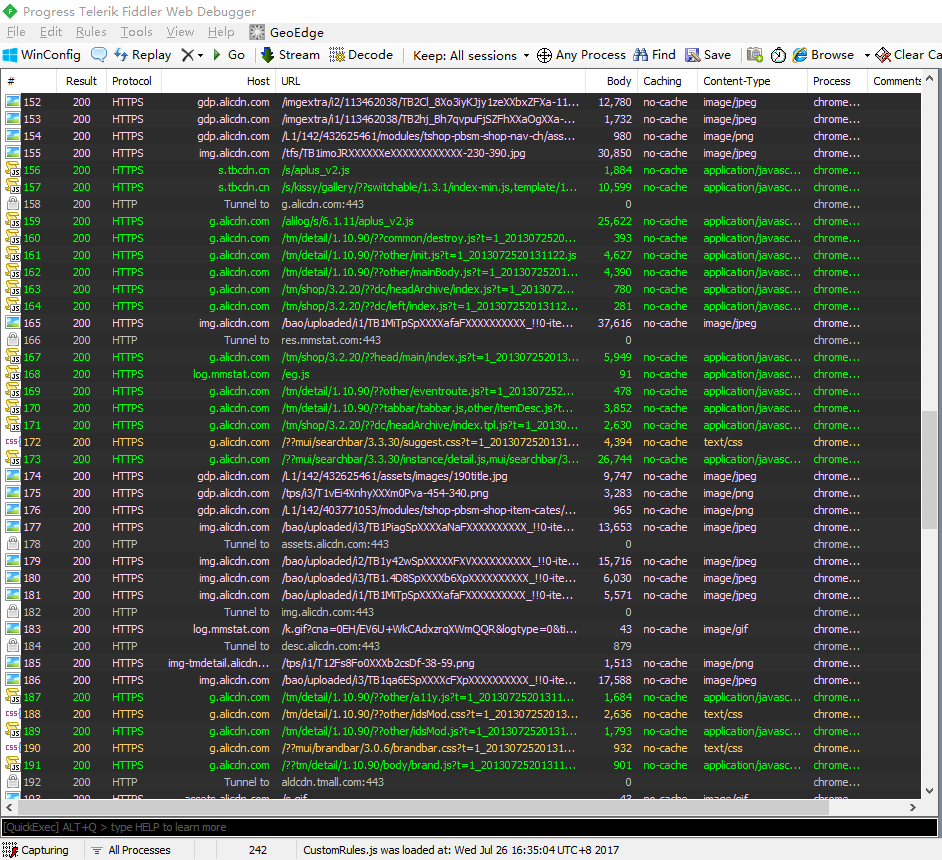 Progress Telerik Fiddler Web Debugger
File Edit Rules Tools View Help GeoEdge
WinConfig Replay Go Stream Decode Keep: All sessions Any Process Find Save Browse Clear Ca
# Result Protocol Host URL Body Caching Content-Type Process Comments
152 200 HTTPS gdp.alicdn.com /imgextra/i2/113462038/TB2Cl_8Xo3iyKJjy1zeXXbxZFXa-11... 12,780 no-cache image/jpeg chrome...
153 200 HTTPS gdp.alicdn.com /imgextra/i1/113462038/TB2hj_Bh7qvpuFjSZFhXXaOgXXa-... 1,732 no-cache image/jpeg chrome...
154 200 HTTPS gdp.alicdn.com /L1/142/432625461/modules/tshop-pbsm-shop-nav-ch/ass... 980 no-cache image/png chrome...
155 200 HTTPS img.alicdn.com /tfs/TB1imoJRXXXXXXeXXXXXXXXXXXX-230-390.jpg 30,850 no-cache image/jpeg chrome...
156 200 HTTPS s.tbcdn.cn /s/aplus_v2.js 1,884 no-cache application/javasc... chrome...
157 200 HTTPS s.tbcdn.cn /s/kissy/gallery/??switchable/1.3.1/index-min.js,template/1... 10,599 no-cache application/javasc... chrome...
158 200 HTTP Tunnel to g.alicdn.com:443 0 chrome...
159 200 HTTPS g.alicdn.com /alilog/s/6.1.11/aplus_v2.js 25,622 no-cache application/javasc... chrome...
160 200 HTTPS g.alicdn.com /tm/detail/1.10.90/??common/destroy.js?t=1_2013072520... 393 no-cache application/javasc... chrome...
161 200 HTTPS g.alicdn.com /tm/detail/1.10.90/??other/init.js?t=1_2013072520131122.js 4,627 no-cache application/javasc... chrome...
162 200 HTTPS g.alicdn.com /tm/detail/1.10.90/??other/mainBody.js?t=1_20130725201... 4,390 no-cache application/javasc... chrome...
163 200 HTTPS g.alicdn.com /tm/shop/3.2.20/??dc/headArchive/index.js?t=1_2013072... 780 no-cache application/javasc... chrome...
164 200 HTTPS g.alicdn.com /tm/shop/3.2.20/??dc/left/index.js?t=1_201307252013112... 281 no-cache application/javasc... chrome...
165 200 HTTPS img.alicdn.com /bao/uploaded/i1/TB1MiTpSpXXXXafaFXXXXXXXXXX_!!0-ite... 37,616 no-cache image/jpeg chrome...
166 200 HTTP Tunnel to res.mmstat.com:443 0 chrome...
167 200 HTTPS g.alicdn.com /tm/shop/3.2.20/??head/main/index.js?t=1_201307252013... 5,949 no-cache application/javasc... chrome...
168 200 HTTPS log.mmstat.com /eg.js 91 no-cache application/javasc... chrome...
169 200 HTTPS g.alicdn.com /tm/detail/1.10.90/??other/eventroute.js?t=1_201307252... 478 no-cache application/javasc... chrome...
170 200 HTTPS g.alicdn.com /tm/detail/1.10.90/??tabbar/tabbar.js,other/itemDesc.js?t... 3,852 no-cache application/javasc... chrome...
171 200 HTTPS g.alicdn.com /tm/shop/3.2.20/??dc/headArchive/index.tpl.js?t=1_20130... 2,630 no-cache application/javasc... chrome...
172 200 HTTPS g.alicdn.com /??mui/searchbar/3.3.30/suggest.css?t=1_2013072520131... 4,394 no-cache text/css chrome...
173 200 HTTPS g.alicdn.com /??mui/searchbar/3.3.30/instance/detail.js,mui/searchbar/3... 26,744 no-cache application/javasc... chrome...
174 200 HTTPS gdp.alicdn.com /L1/142/432625461/assets/images/190title.jpg 9,747 no-cache image/jpeg chrome...
175 200 HTTPS gdp.alicdn.com /tps/i3/T1vEi4XnhyXXXm0Pva-454-340.png 3,283 no-cache image/png chrome...
176 200 HTTPS gdp.alicdn.com /L1/142/403771053/modules/tshop-pbsm-shop-item-cates/... 965 no-cache image/png chrome...
177 200 HTTPS img.alicdn.com /bao/uploaded/i3/TB1PiagSpXXXXaNaFXXXXXXXXXX_!!0-ite... 13,653 no-cache image/jpeg chrome...
178 200 HTTP Tunnel to assets.alicdn.com:443 0 chrome...
179 200 HTTPS img.alicdn.com /bao/uploaded/i2/TB1y42wSpXXXXXFXVXXXXXXXXXX_!!0-ite... 15,716 no-cache image/jpeg chrome...
180 200 HTTPS img.alicdn.com /bao/uploaded/i3/TB1.4D8SpXXXXb6XpXXXXXXXXXX_!!0-ite... 6,030 no-cache image/jpeg chrome...
181 200 HTTPS img.alicdn.com /bao/uploaded/i1/TB1MiTpSpXXXXafaFXXXXXXXXXX_!!0-ite... 5,571 no-cache image/jpeg chrome...
182 200 HTTP Tunnel to img.alicdn.com:443 0 chrome...
183 200 HTTPS log.mmstat.com /k.gif?cna=0EH/EV6U+WkCAdxzrqXWmQQR&logtype=0&ti... 43 no-cache image/gif chrome...
184 200 HTTP Tunnel to desc.alicdn.com:443 879 chrome...
185 200 HTTPS img-tmdetail.alicdn... /tps/i1/T12Fs8Fo0XXXb2csDf-38-59.png 1,513 no-cache image/png chrome...
186 200 HTTPS img.alicdn.com /bao/uploaded/i1/TB1qa6ESpXXXXcfXpXXXXXXXXXX_!!0-ite... 17,588 no-cache image/jpeg chrome...
187 200 HTTPS g.alicdn.com /tm/detail/1.10.90/??other/a11y.js?t=1_20130725201311... 1,684 no-cache application/javasc... chrome...
188 200 HTTPS g.alicdn.com /tm/detail/1.10.90/??other/idsMod.css?t=1_201307252013... 2,636 no-cache text/css chrome...
189 200 HTTPS g.alicdn.com /tm/detail/1.10.90/??other/idsMod.js?t=1_2013072520131... 1,793 no-cache application/javasc... chrome...
190 200 HTTPS g.alicdn.com /??mui/brandbar/3.0.6/brandbar.css?t=1_2013072520131... 932 no-cache text/css chrome...
191 200 HTTPS g.alicdn.com /??tm/detail/1.10.90/body/brand.js?t=1_20130725201311... 901 no-cache application/javasc... chrome...
192 200 HTTP Tunnel to aldcdn.tmall.com:443 0 chrome...
193 200 HTTPS assets.alicdn.com /s.gif 43 no-cache image/gif chrome...
[QuickExec] ALT+Q > type HELP to learn more
Capturing All Processes 242 CustomRules.js was loaded at: Wed Jul 26 16:35:04 UTC+8 2017